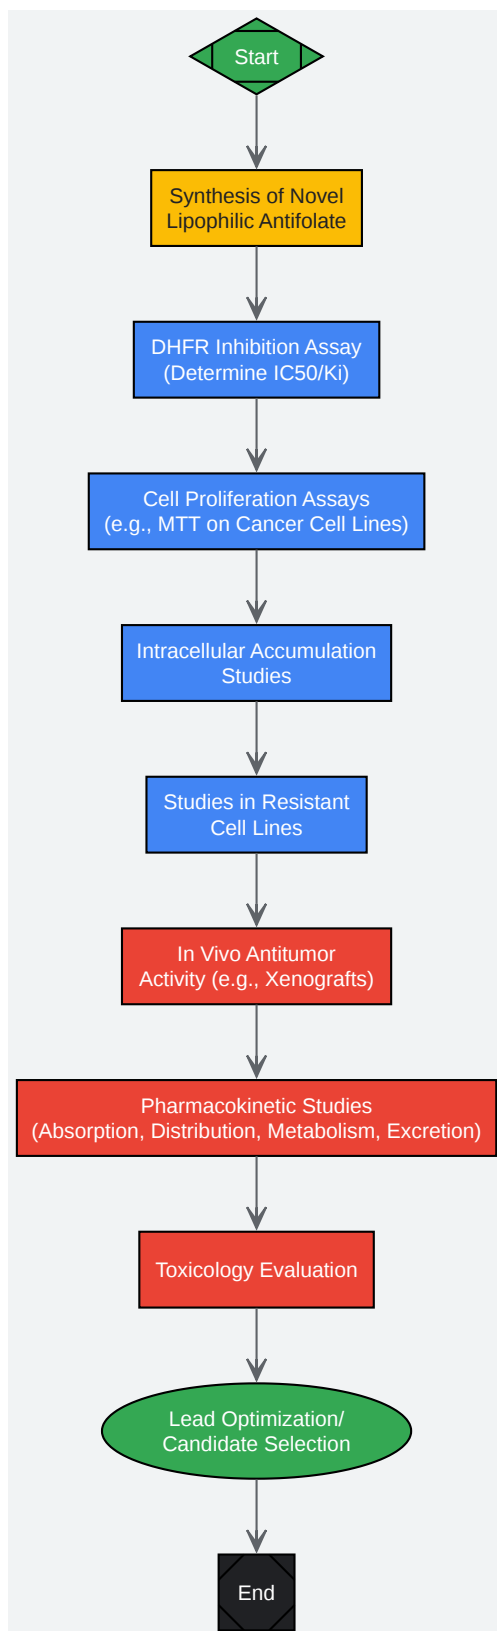 Start
Synthesis of Novel
Lipophilic Antifolate
DHFR Inhibition Assay
(Determine IC50/Ki)
Cell Proliferation Assays
(e.g., MTT on Cancer Cell Lines)
Intracellular Accumulation
Studies
Studies in Resistant
Cell Lines
In Vivo Antitumor
Activity (e.g., Xenografts)
Pharmacokinetic Studies
(Absorption, Distribution, Metabolism, Excretion)
Toxicology Evaluation
Lead Optimization/
Candidate Selection
End